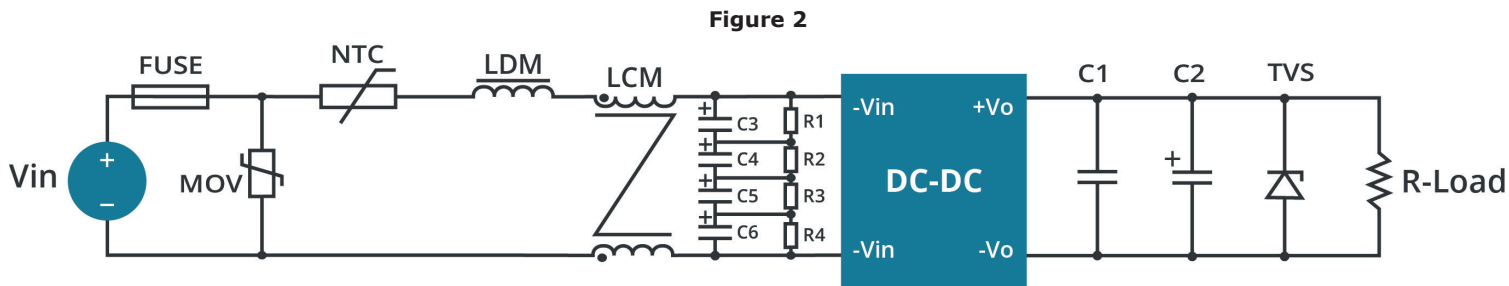 Figure 2
FUSE
NTC
LDM
LCM
C1
C2
TVS
+
C3
-Vin
+Vo
R1
+
C4
R2
Vin
+
−
MOV
+
C5
R3
DC-DC
+
R-Load
+
C6
R4
-Vin
-Vo